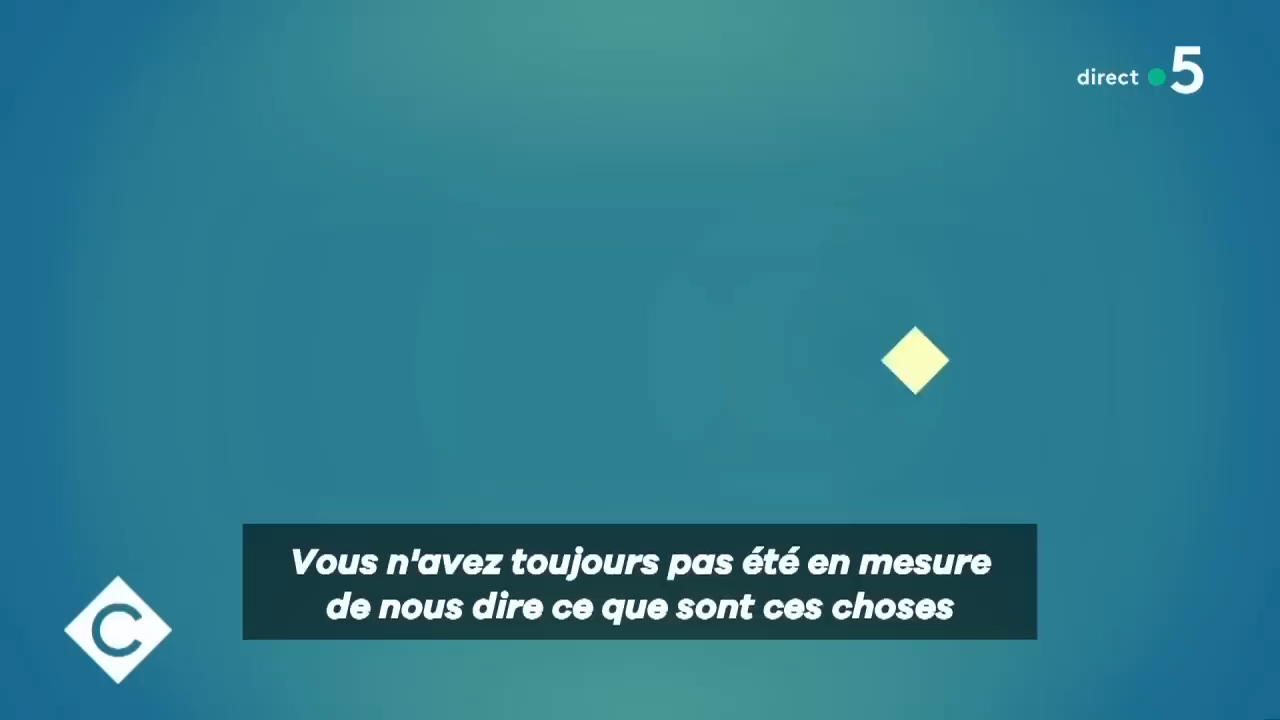 direct 5
C
Vous n'avez toujours pas été en mesure
de nous dire ce que sont ces choses